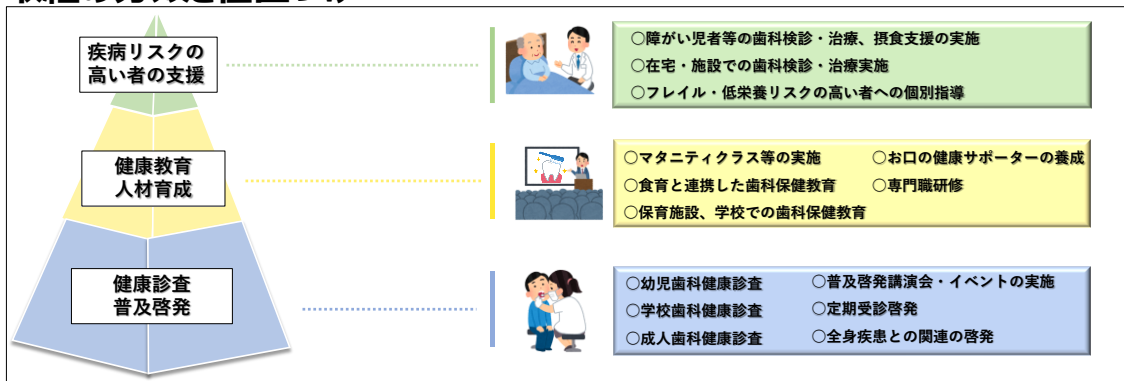 疾病リスクの
高い者の支援
○障がい児者等の歯科検診・治療、摂食支援の実施
○在宅・施設での歯科検診・治療実施
○フレイル・低栄養リスクの高い者への個別指導
健康教育
人材育成
○マタニティクラス等の実施
○お口の健康サポーターの養成
○食育と連携した歯科保健教育
○専門職研修
○保育施設、学校での歯科保健教育
健康診査
普及啓発
○幼児歯科健康診査
○普及啓発講演会・イベントの実施
○学校歯科健康診査
○定期受診啓発
○成人歯科健康診査
○全身疾患との関連の啓発